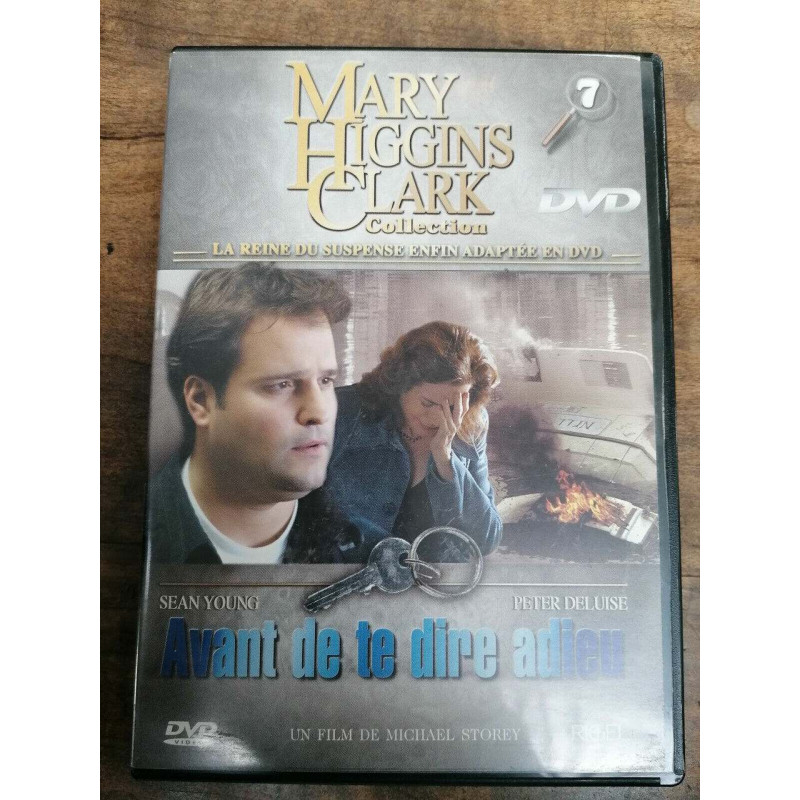 MARY
HIGGINS
CLARK
Collection
7
DVD
LA REINE DU SUSPENSE ENFIN ADAPTÉE EN DVD
SEAN YOUNG
PETER DELUISE
Avant de te dire adieu
DVD
VIDEO
UN FILM DE MICHAEL STOREY